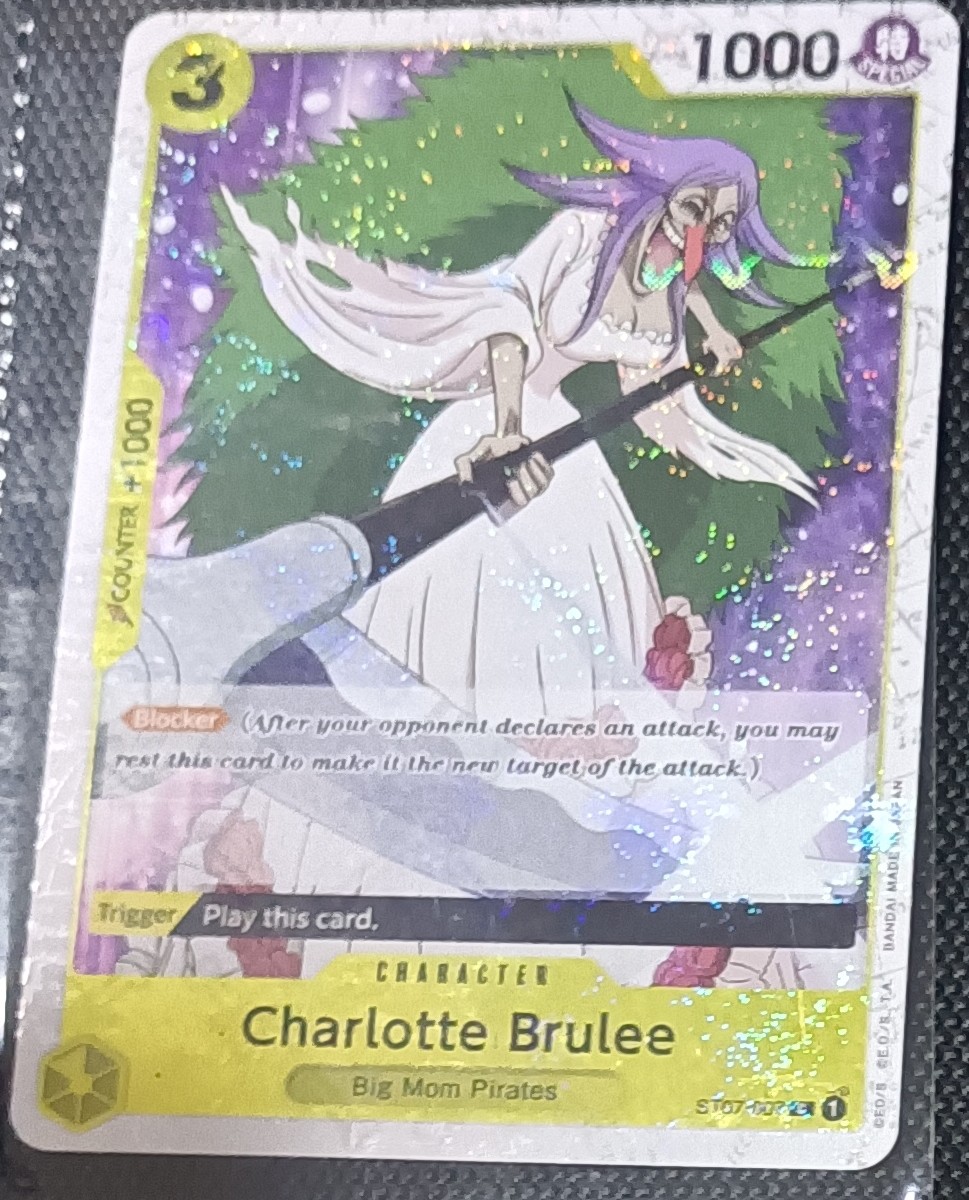 3
1000
特
SPECIAL
COUNTER +1000
Blocker (After your opponent declares an attack, you may
rest this card to make it the new target of the attack.)
Trigger Play this card.
CHARACTER
Charlotte Brulee
Big Mom Pirates
1
©E.O/S. ©E.O/S. T.A. BANDAI MADE IN JAPAN